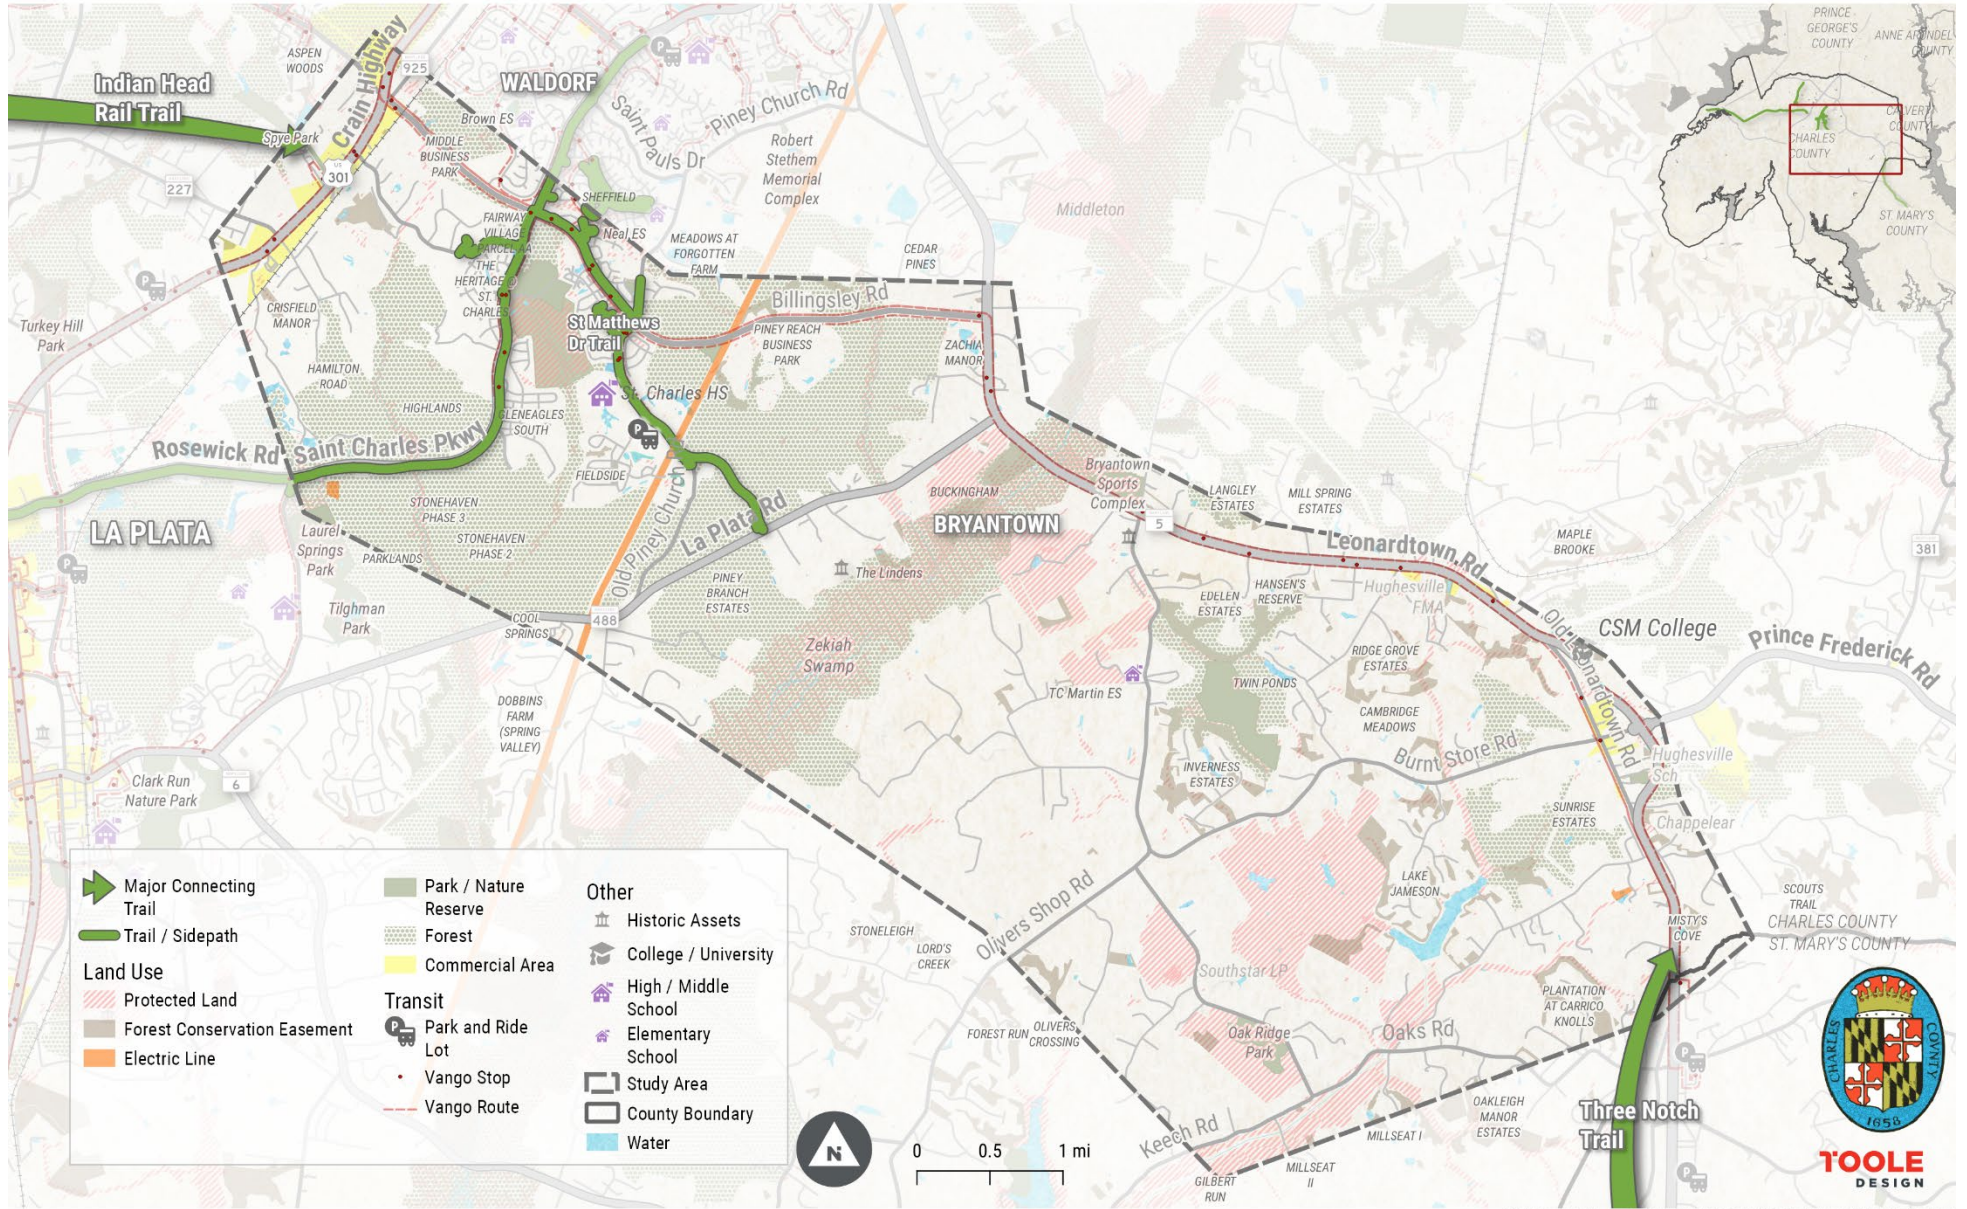 PRINCE
GEORGE'S
COUNTY
ANNE ARUNDEL
COUNTY
CALVERT
COUNTY
CHARLES
COUNTY
ST. MARY'S
COUNTY
ASPEN
WOODS
Crain Highway
925
Indian Head
Rail Trail
WALDORF
Spye Park
Brown ES
Saint Pauls Dr
Piney Church Rd
MIDDLE
BUSINESS
PARK
Robert
Stethem
Memorial
Complex
US
301
227
SHEFFIELD
FAIRWAY
VILLAGE
PARCEL AA
Neal ES
Middleton
MEADOWS AT
FORGOTTEN
FARM
CEDAR
PINES
THE
HERITAGE
ST.
CHARLES
CRISFIELD
MANOR
Billingsley Rd
Turkey Hill
Park
St Matthews
Dr Trail
PINEY REACH
BUSINESS
PARK
ZACHIA
MANOR
HAMILTON
ROAD
St. Charles HS
HIGHLANDS
GLENEAGLES
SOUTH
Rosewick Rd
Saint Charles Pkwy
FIELDSIDE
Bryantown
Sports
Complex
BUCKINGHAM
LANGLEY
ESTATES
MILL SPRING
ESTATES
STONEHAVEN
PHASE 3
La Plata Rd
BRYANTOWN
5
LA PLATA
Laurel
Springs
Park
STONEHAVEN
PHASE 2
PARKLANDS
Old Piney Church
Leonardtown Rd
MAPLE
BROOKE
381
The Lindens
PINEY
BRANCH
ESTATES
HANSEN'S
RESERVE
EDELEN
ESTATES
Hughesville
FMA
Tilghman
Park
COOL
SPRINGS
488
Old Leonardtown Rd
CSM College
Prince Frederick Rd
Zekiah
Swamp
RIDGE GROVE
ESTATES
TC Martin ES
TWIN PONDS
DOBBINS
FARM
(SPRING
VALLEY)
CAMBRIDGE
MEADOWS
Burnt Store Rd
Hughesville
Sch
INVERNESS
ESTATES
Clark Run
Nature Park
6
SUNRISE
ESTATES
Chappelear
LAKE
JAMESON
SCOUTS
TRAIL
Olivers Shop Rd
MISTY'S
COVE
CHARLES COUNTY
ST. MARY'S COUNTY
STONELEIGH
LORD'S
CREEK
Southstar LP
PLANTATION
AT CARRICO
KNOLLS
FOREST RUN
OLIVERS
CROSSING
Oak Ridge
Park
Oaks Rd
OAKLEIGH
MANOR
ESTATES
Three Notch
Trail
Keech Rd
MILLSEAT I
MILLSEAT
II
GILBERT
RUN
Major Connecting
Trail
Trail / Sidepath
Land Use
Protected Land
Forest Conservation Easement
Electric Line
Park / Nature
Reserve
Forest
Commercial Area
Transit
P
Park and Ride
Lot
Vango Stop
Vango Route
Other
Historic Assets
College / University
High / Middle
School
Elementary
School
Study Area
County Boundary
Water
N
0 0.5 1 mi
CHARLES COVNTY
1658
TOOLE
DESIGN